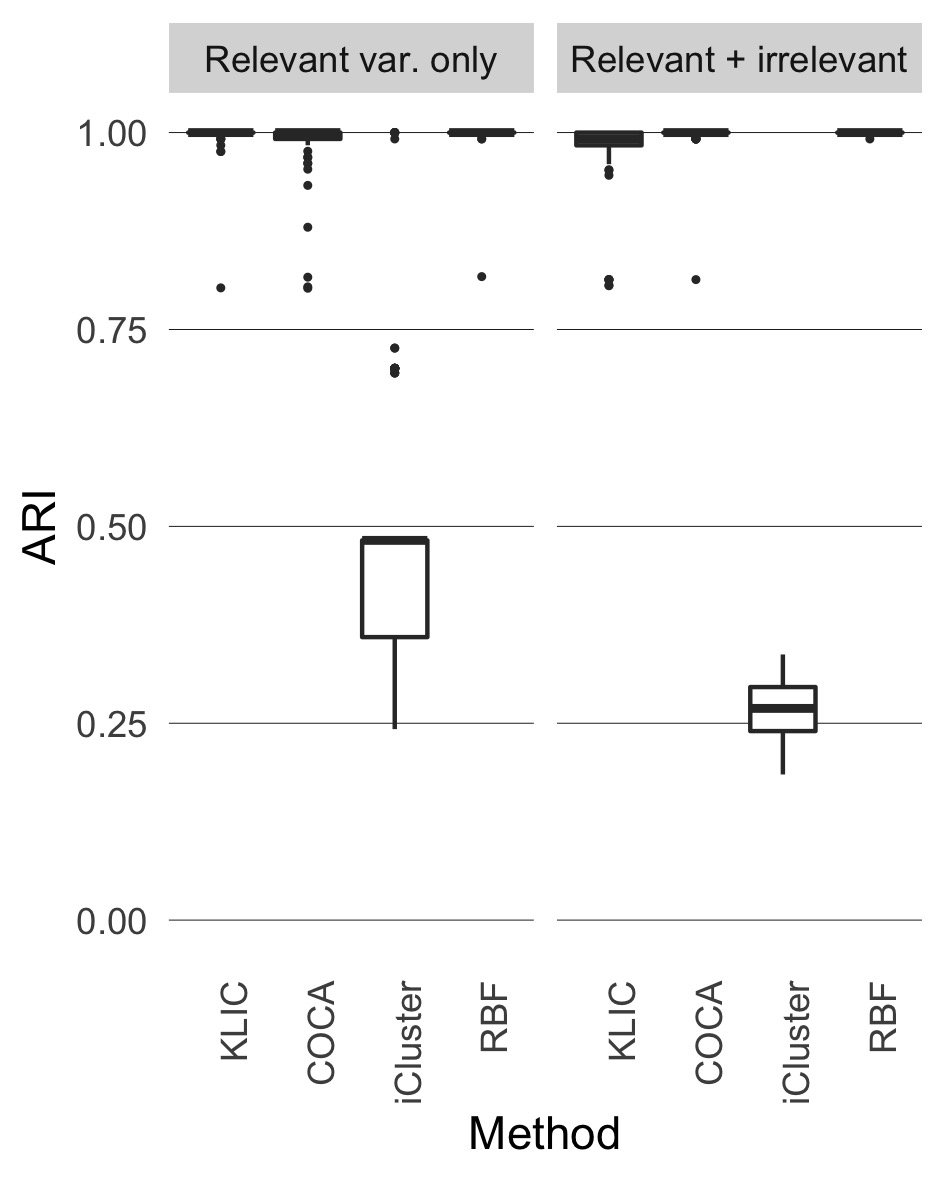 Relevant var. only
Relevant + irrelevant
1.00
0.75
0.50
0.25
0.00
ARI
KLIC
COCA
iCluster
RBF
KLIC
COCA
iCluster
RBF
Method